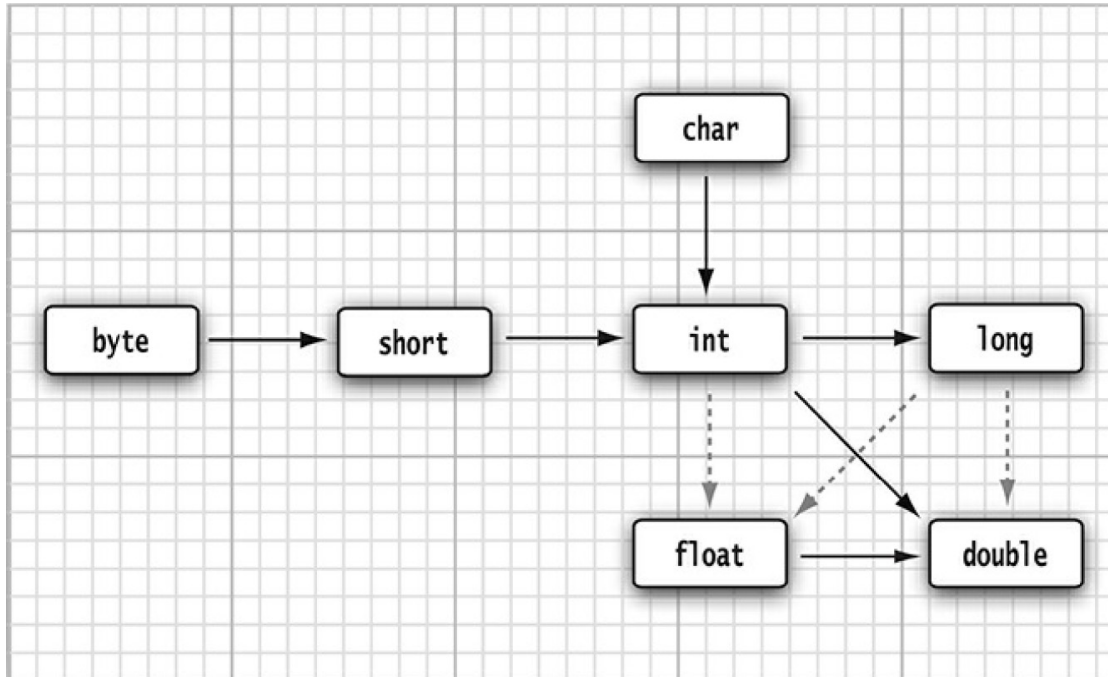 char
byte
short
int
long
float
double